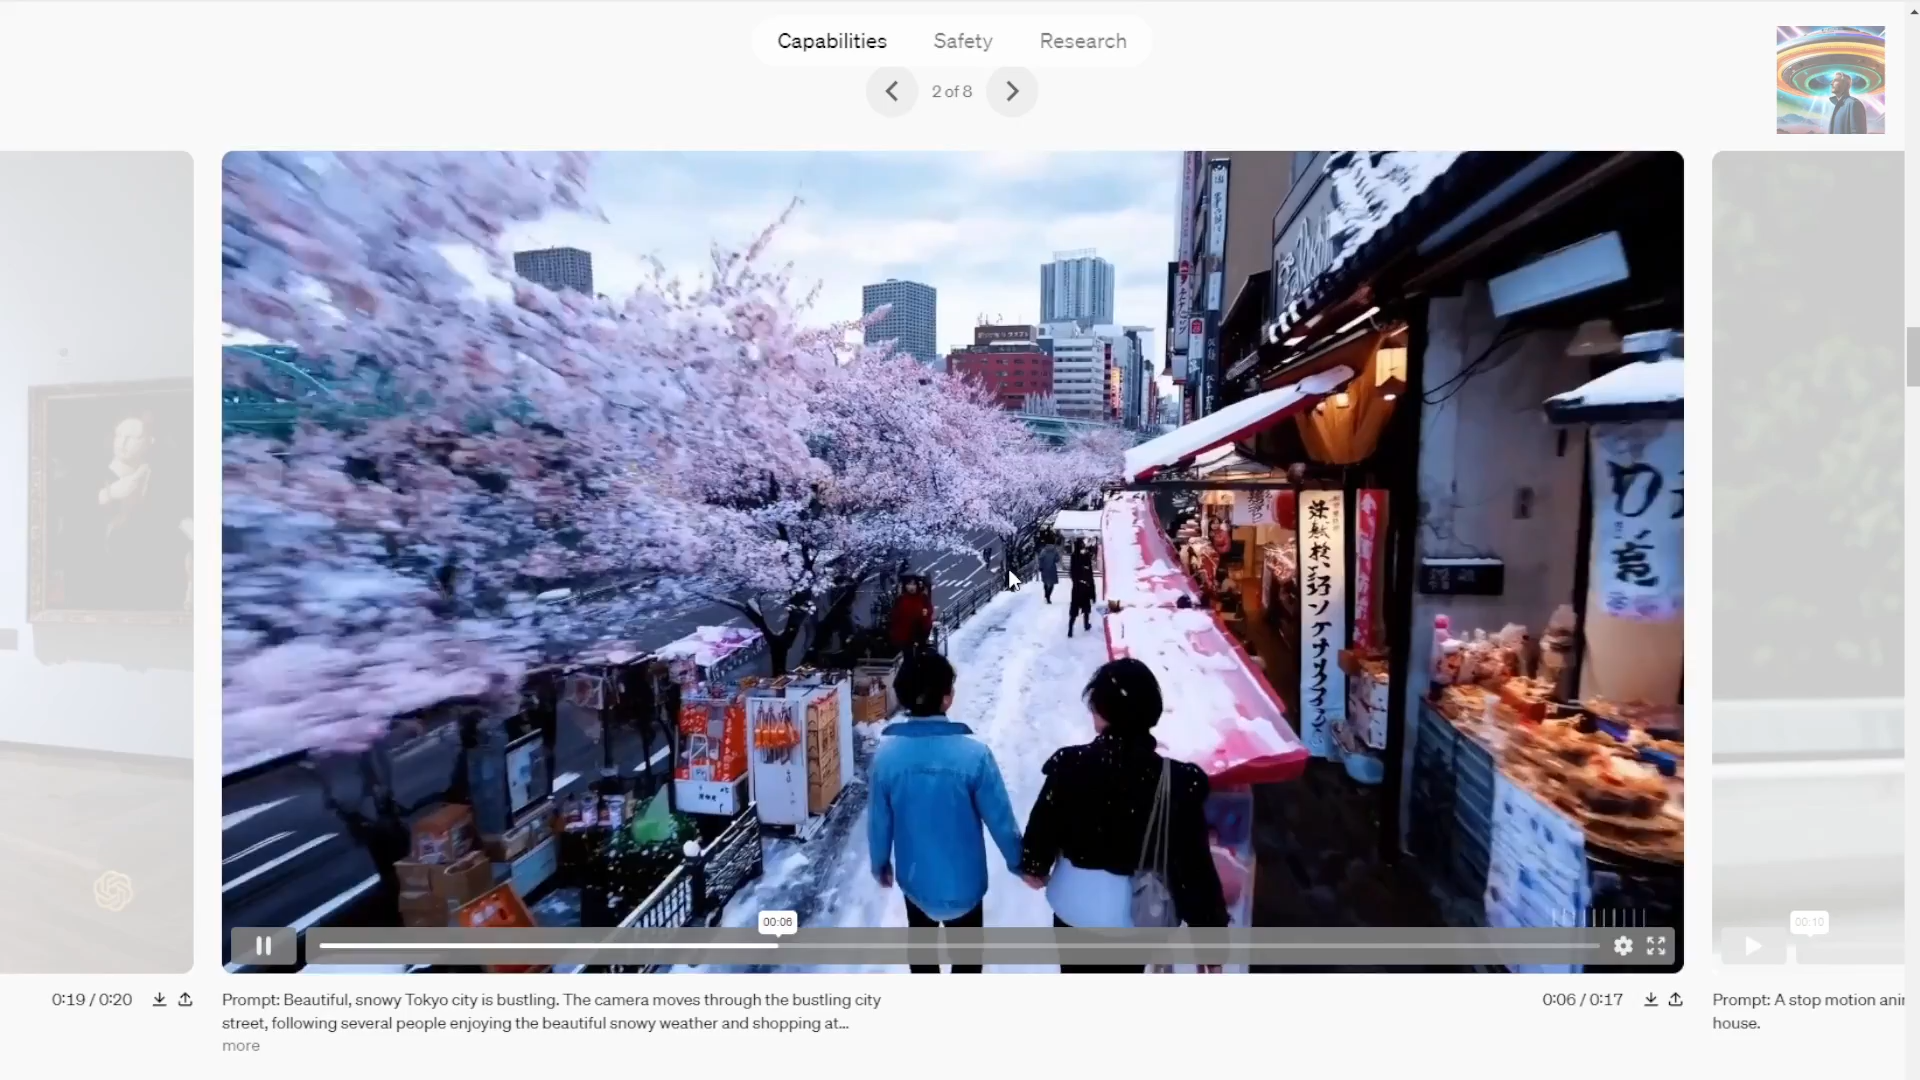 Capabilities Safety Research
2 of 8
00:06
00:10
0:19 / 0:20
Prompt: Beautiful, snowy Tokyo city is bustling. The camera moves through the bustling city
street, following several people enjoying the beautiful snowy weather and shopping at...
more
0:06 / 0:17
Prompt: A stop motion ani
house.